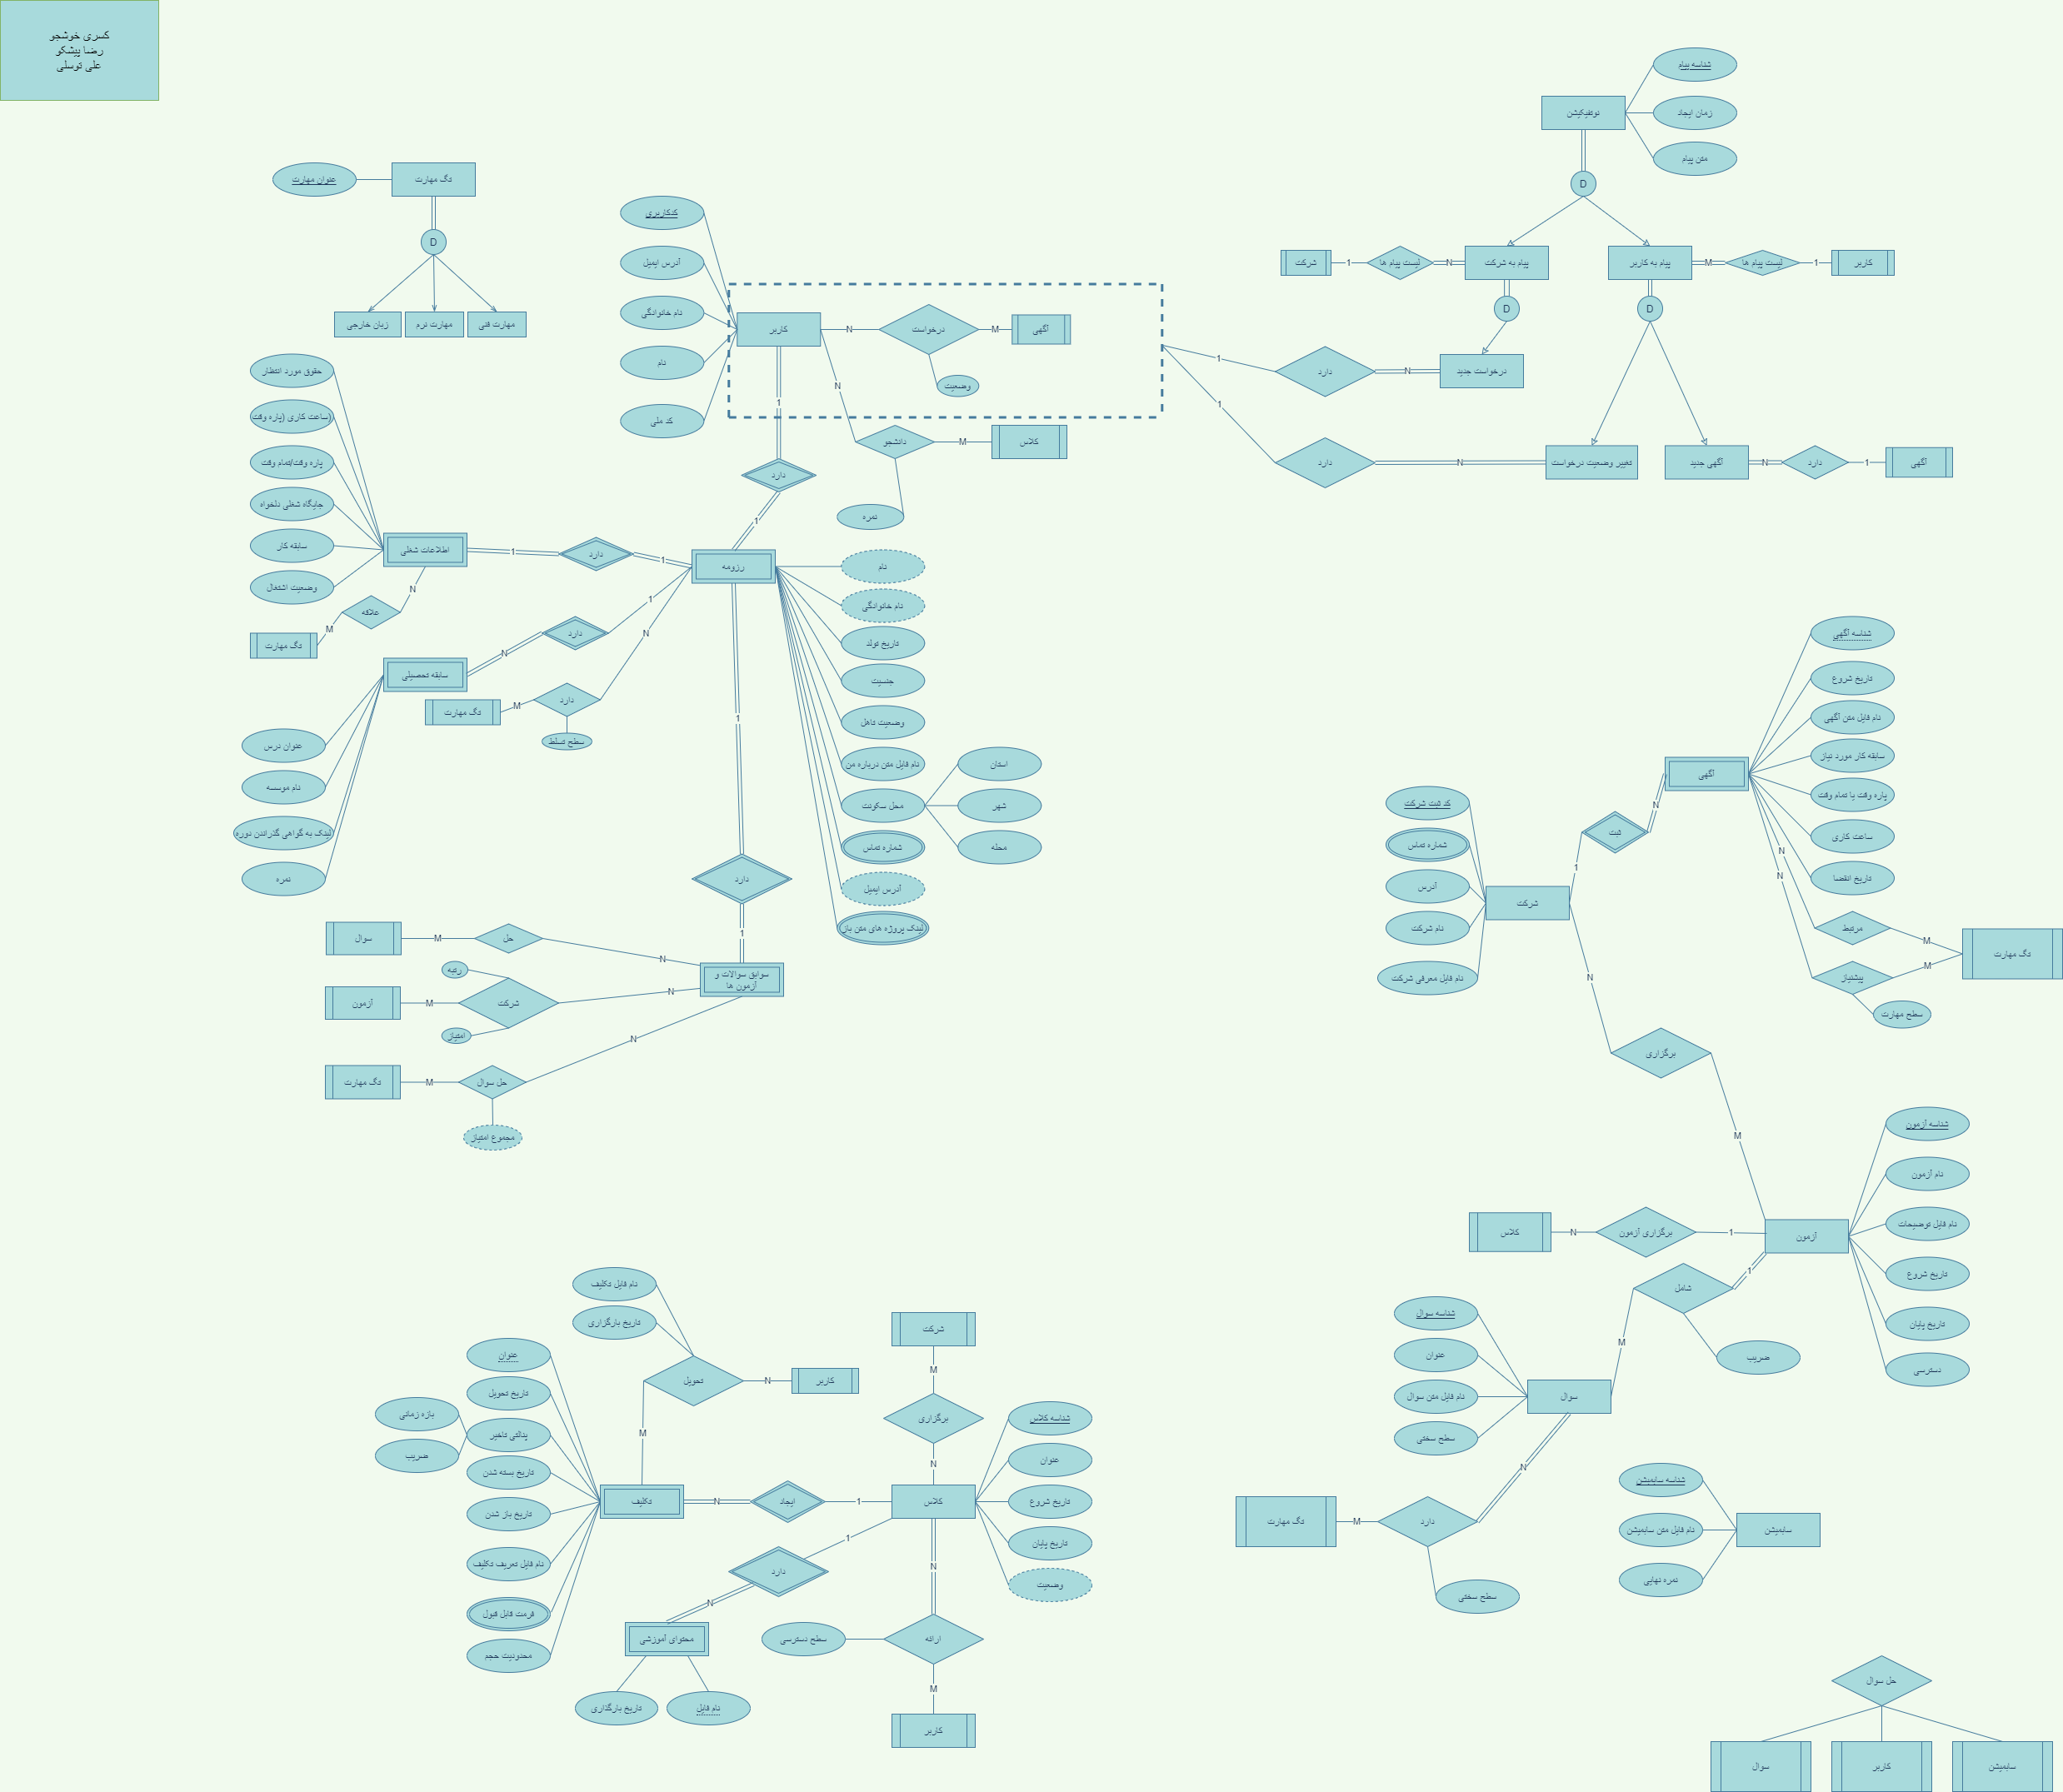 کسری خوشجو
رضا پیشگو
علی توسلی
شناسه پیام
نوتفیکیشن
زمان ایجاد
متن پیام
D
عنوان مهارت
تگ مهارت
D
زبان خارجی
مهارت نرم
مهارت فنی
شرکت
1
لیست پیام ها
N
پیام به شرکت
پیام به کاربر
M
لیست پیام ها
1
کاربر
D
D
درخواست جدید
N
دارد
1
تغییر وضعیت درخواست
N
دارد
1
آگهی جدید
N
دارد
1
آگهی
کدکاربری
آدرس ایمیل
نام خانوانگی
نام
کد ملی
کاربر
N
درخواست
M
آگهی
وضعیت
N
دانشجو
M
کلاس
نمره
1
دارد
1
رزومه
حقوق مورد انتظار
ساعت کاری (پاره وقت)
پاره وقت/تمام وقت
جایگاه شغلی دلخواه
سابقه کار
وضعیت اشتغال
اطلاعات شغلی
1
دارد
1
N
علاقه
M
تگ مهارت
سابقه تحصیلی
N
دارد
1
N
دارد
M
تگ مهارت
سطح تسلط
عنوان درس
نام موسسه
لینک به گواهی گذراندن دوره
نمره
نام
نام خانوانگی
تاریخ تولد
جنسیت
وضعیت تاهل
نام فایل متن درباره من
محل سکونت
استان
شهر
محله
شماره تماس
آدرس ایمیل
لینک پروژه های متن باز
1
دارد
1
سوابق سوالات و
آزمون ها
سوال
M
حل
N
رتبه
آزمون
M
شرکت
N
امتیاز
تگ مهارت
M
حل سوال
N
مجموع امتیاز
شناسه آگهی
تاریخ شروع
نام فایل متن آگهی
سابقه کار مورد نیاز
پاره وقت یا تمام وقت
ساعت کاری
تاریخ انقضا
آگهی
N
ثبت
1
N
N
مرتبط
M
پیشنیاز
M
تگ مهارت
سطح مهارت
کد ثبت شرکت
شماره تماس
آدرس
نام شرکت
نام فایل معرفی شرکت
شرکت
N
برگزاری
M
شناسه آزمون
نام آزمون
نام فایل توضیحات
تاریخ شروع
تاریخ پایان
دسترسی
آزمون
کلاس
N
برگزاری آزمون
1
1
شامل
M
ضریب
شناسه سوال
عنوان
نام فایل متن سوال
سطح سختی
سوال
N
دارد
M
تگ مهارت
سطح سختی
شناسه سابمیشن
نام فایل متن سابمیشن
نمره نهایی
سابمیشن
حل سوال
سوال
کاربر
سابمیشن
نام فایل تکلیف
تاریخ بارگزاری
تحویل
N
کاربر
M
عنوان
تاریخ تحویل
پنالتی تاخیر
بازه زمانی
ضریب
تاریخ بسته شدن
تاریخ باز شدن
نام فایل تعریف تکلیف
فرمت قابل قبول
محدودیت حجم
تکلیف
N
ایجاد
1
کلاس
شرکت
M
برگزاری
N
شناسه کلاس
عنوان
تاریخ شروع
تاریخ پایان
وضعیت
1
دارد
N
محتوای آموزشی
تاریخ بارگذاری
نام فایل
N
ارائه
سطح دسترسی
M
کاربر